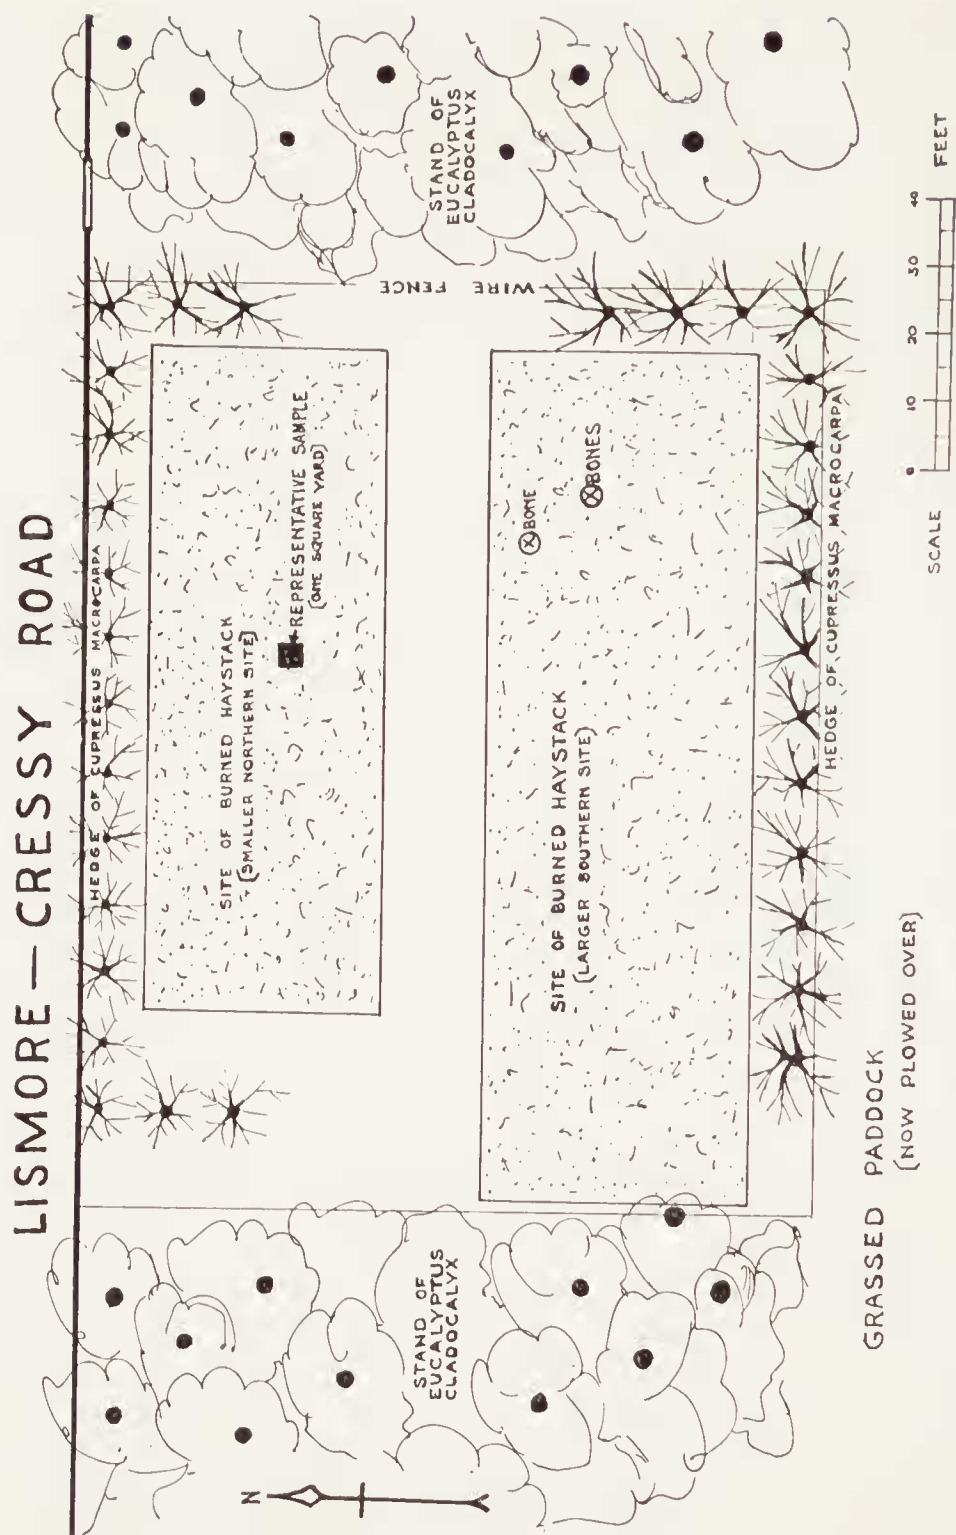 LISMORE — CRESSY ROAD
HEDGE OF CUPRESSUS MACROCARPA
SITE OF BURNED HAYSTACK
(SMALLER NORTHERN SITE)
REPRESENTATIVE SAMPLE
(ONE SQUARE YARD)
WIRE FENCE
STAND OF
EUCALYPTUS
CLADOCALYX
STAND OF
EUCALYPTUS
CLADOCALYX
N
X BONE
X BONES
SITE OF BURNED HAYSTACK
(LARGER SOUTHERN SITE)
HEDGE OF CUPRESSUS MACROCARPA
GRASSED PADDOCK
(NOW PLOWED OVER)
SCALE
0 10 20 30 40
FEET